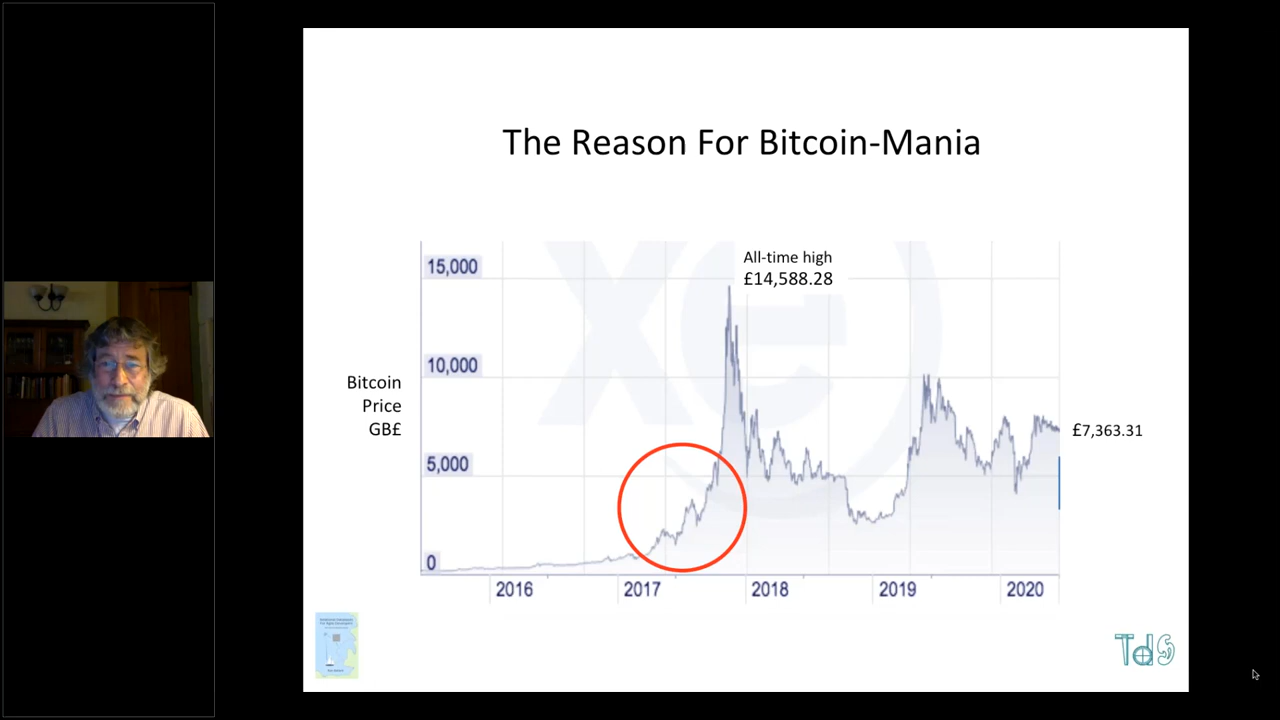 The Reason For Bitcoin-Mania
xe
All-time high
£14,588.28
15,000
10,000
5,000
0
Bitcoin
Price
GB£
£7,363.31
2016
2017
2018
2019
2020